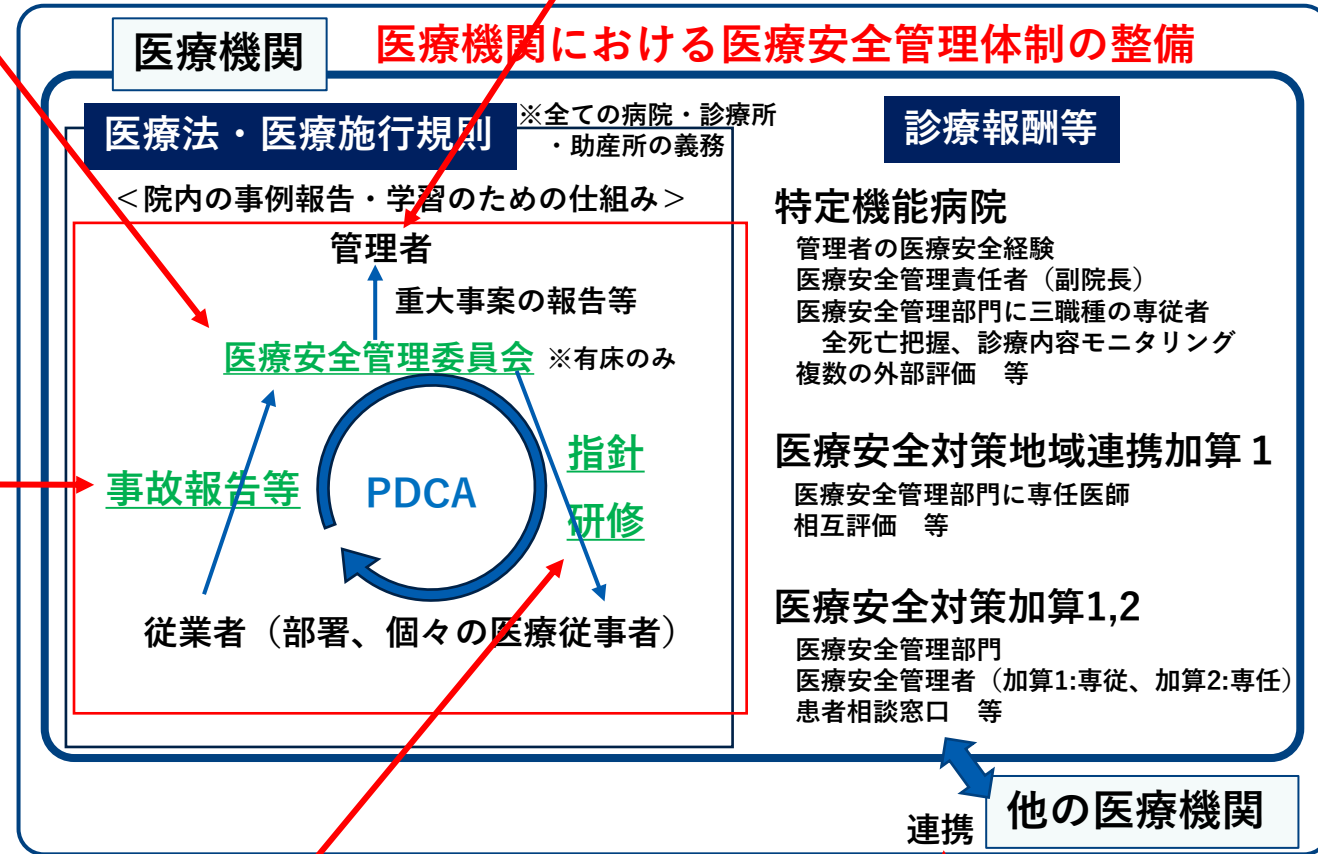 医療機関
医療機関における医療安全管理体制の整備
医療法・医療施行規則
※全ての病院・診療所
・助産所の義務
＜院内の事例報告・学習のための仕組み＞
管理者
重大事案の報告等
医療安全管理委員会 ※有床のみ
事故報告等
PDCA
指針
研修
従業者（部署、個々の医療従事者）
診療報酬等
特定機能病院
管理者の医療安全経験
医療安全管理責任者（副院長）
医療安全管理部門に三職種の専従者
全死亡把握、診療内容モニタリング
複数の外部評価　等
医療安全対策地域連携加算１
医療安全管理部門に専任医師
相互評価　等
医療安全対策加算1,2
医療安全管理部門
医療安全管理者（加算1:専従、加算2:専任）
患者相談窓口　等
連携
他の医療機関